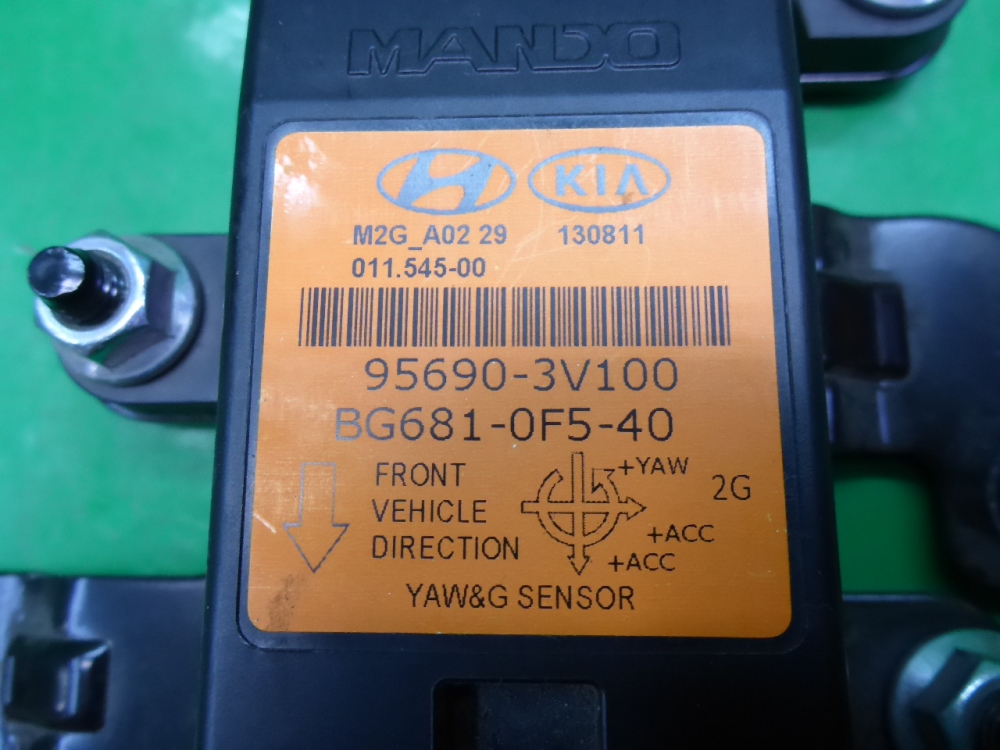 MANDO
KIA
M2G_A02 29 130811
011.545-00
95690-3V100
BG681-0F5-40
FRONT
VEHICLE
DIRECTION
+YAW
2G
+ACC
+ACC
YAW&G SENSOR